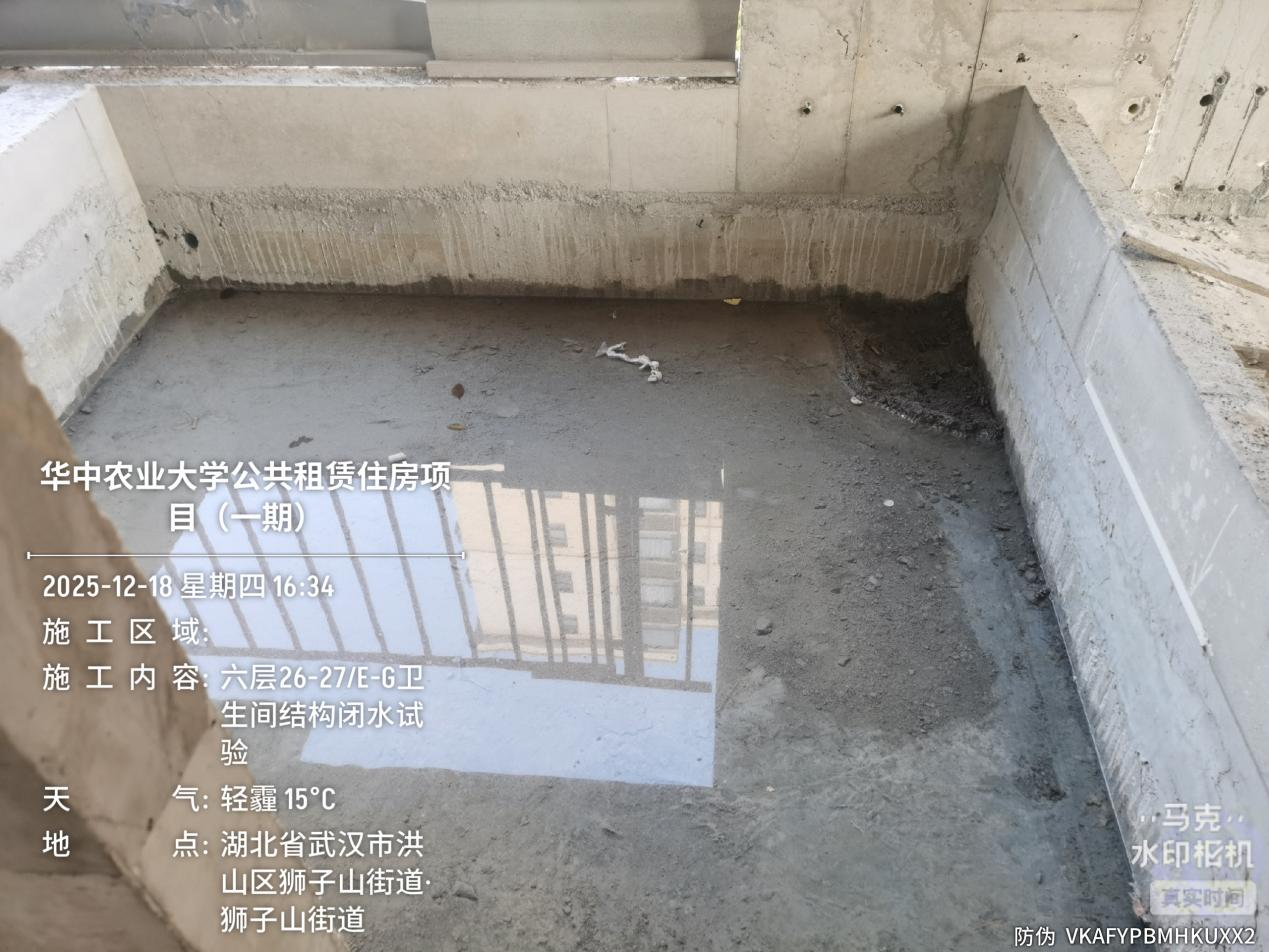 华中农业大学公共租赁住房项
目（一期）
2025-12-18 星期四 16:34
施工区域:
施工内容: 六层26-27/E-G卫
生间结构闭水试
验
天气: 轻霾 15°C
地点: 湖北省武汉市洪
山区狮子山街道·
狮子山街道
马克
水印相机
真实时间
防伪 VKAFYPBMHKUXX2